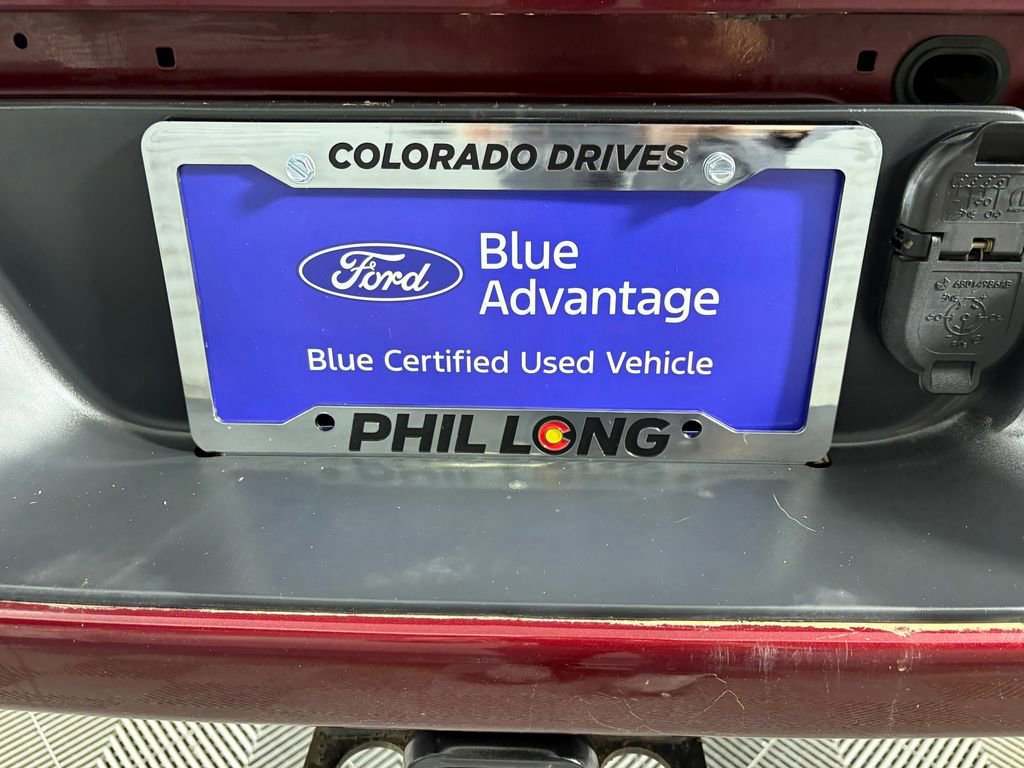 COLORADO DRIVES
Ford
Blue
Advantage
Blue Certified Used Vehicle
PHIL LONG